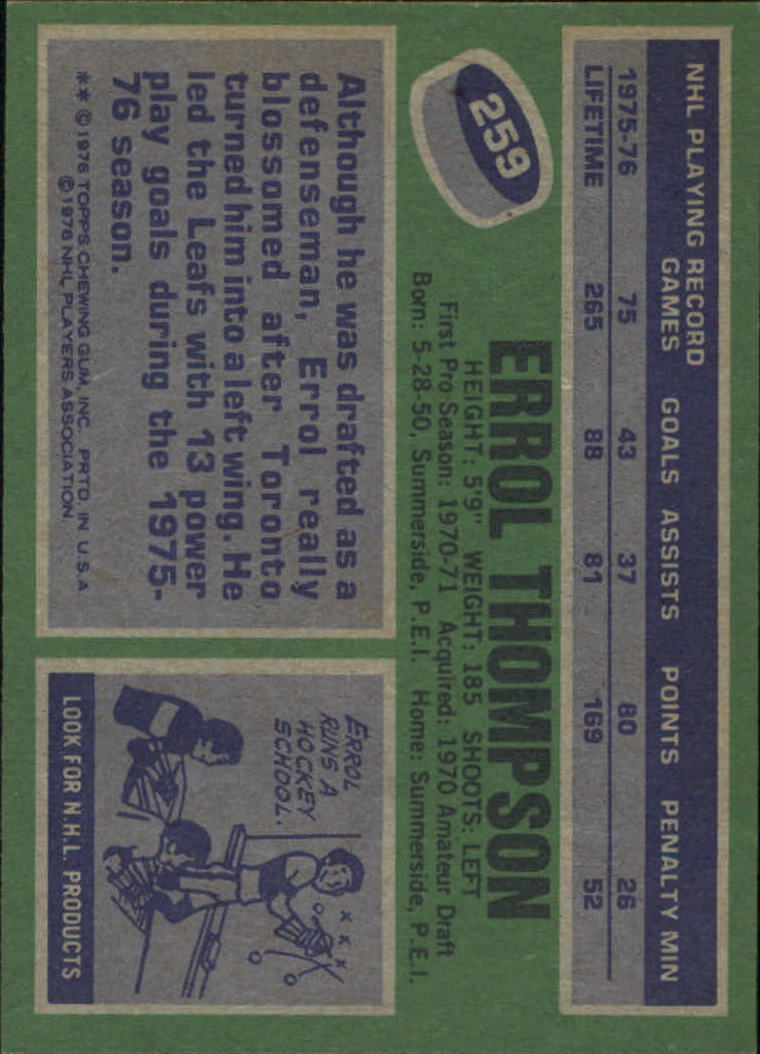 NHL PLAYING RECORD
GAMES GOALS ASSISTS POINTS PENALTY MIN
1975-76 75 43 37 80 26
LIFETIME 265 88 81 169 52
259
ERROL THOMPSON
HEIGHT: 5'9" WEIGHT: 185 SHOOTS: LEFT
First Pro Season: 1970-71 Acquired: 1970 Amateur Draft
Born: 5-28-50, Summerside, P.E.I. Home: Summerside, P.E.I.
Although he was drafted as a
defenseman, Errol really
blossomed after Toronto
turned him into a left wing. He
led the Leafs with 13 power
play goals during the 1975-
76 season.
** © 1976 TOPPS CHEWING GUM, INC. PRTD. IN U.S.A
© 1976 NHL PLAYERS ASSOCIATION
ERROL
RUNS A
HOCKEY
SCHOOL.
X X X
O O O
LOOK FOR N.H.L. PRODUCTS